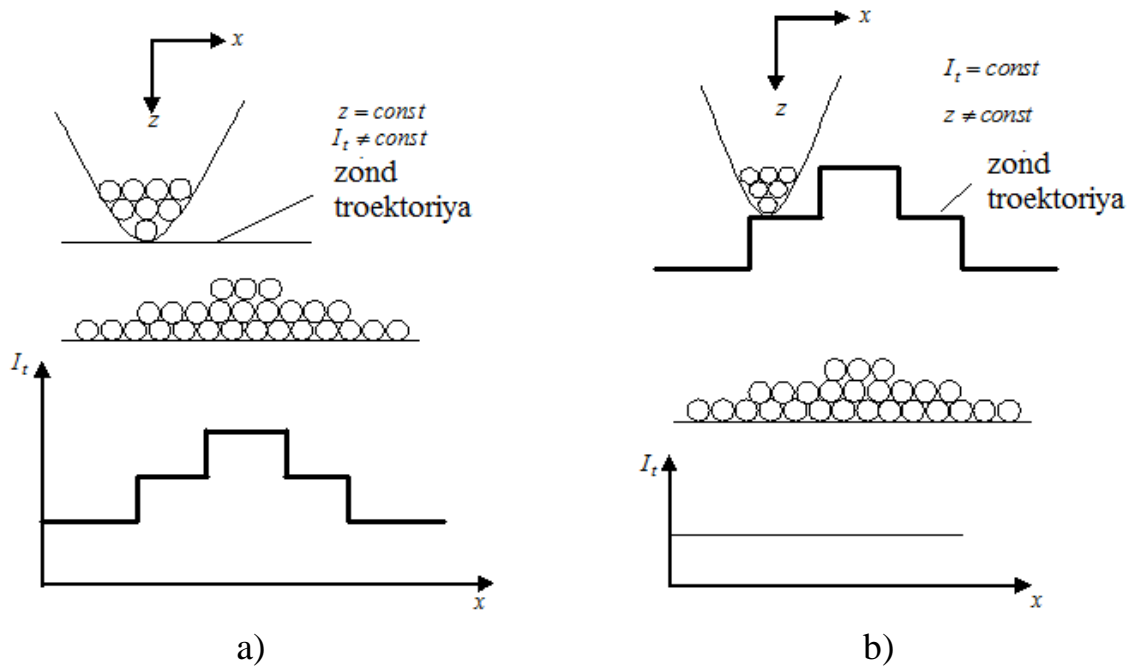 x
z
z = const
I_t ≠ const
zond
troektoriya
I_t
x
a)
x
z
I_t = const
z ≠ const
zond
troektoriya
I_t
x
b)